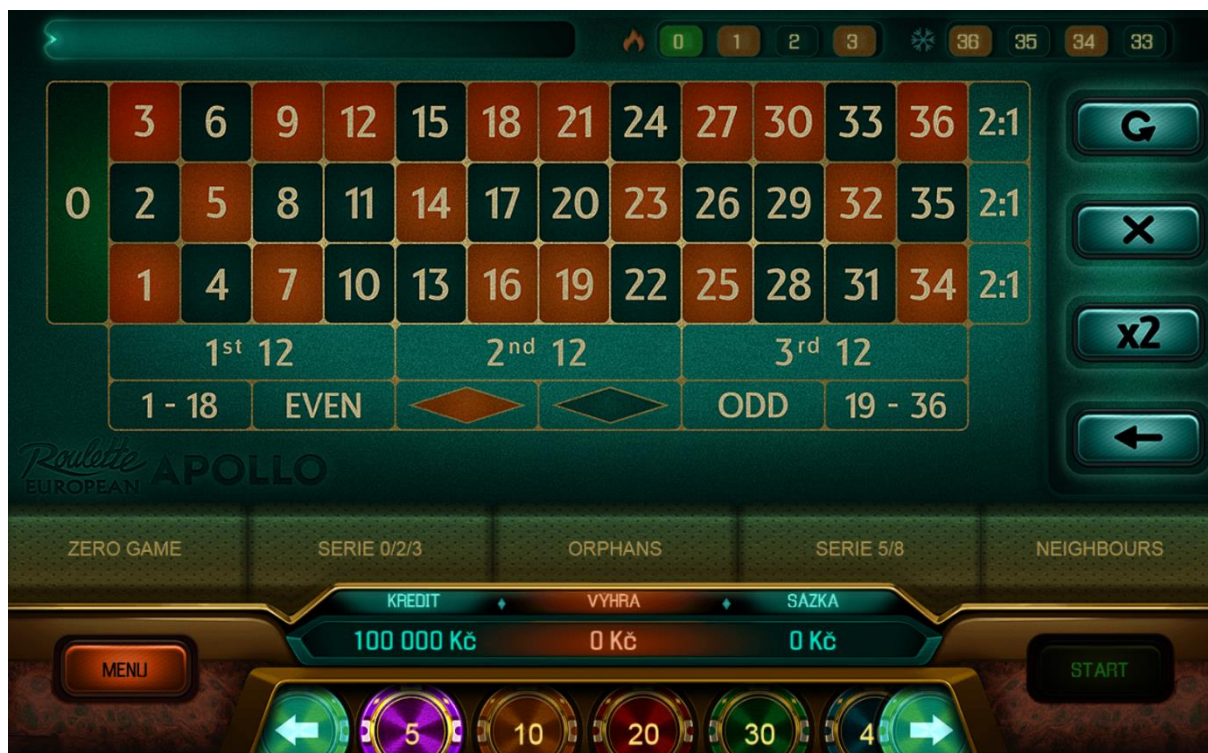 0 1 2 3 36 35 34 33
3 6 9 12 15 18 21 24 27 30 33 36 2:1
0 2 5 8 11 14 17 20 23 26 29 32 35 2:1
1 4 7 10 13 16 19 22 25 28 31 34 2:1
1st 12 2nd 12 3rd 12
1 - 18 EVEN ODD 19 - 36
x2
Roulette
EUROPEAN APOLLO
ZERO GAME SERIE 0/2/3 ORPHANS SERIE 5/8 NEIGHBOURS
KREDIT VÝHRA SÁZKA
100 000 Kč 0 Kč 0 Kč
MENU START
5 10 20 30 4